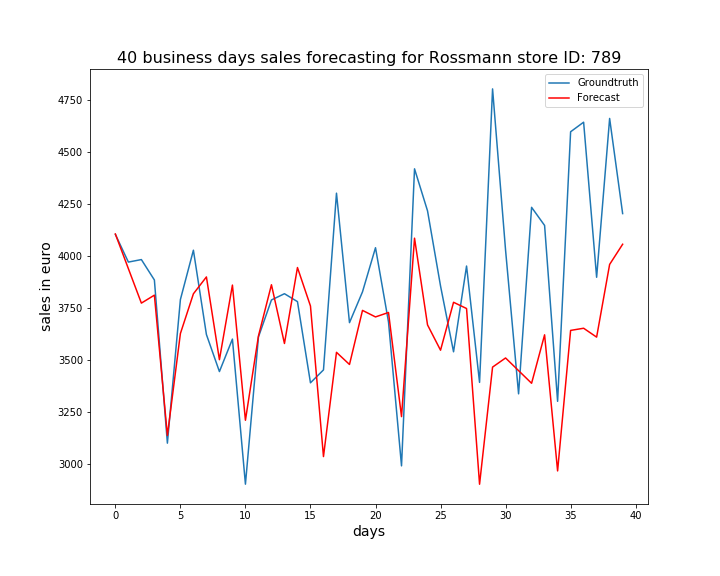 40 business days sales forecasting for Rossmann store ID: 789
Groundtruth
Forecast
4750
4500
4250
4000
3750
3500
3250
3000
sales in euro
0 5 10 15 20 25 30 35 40
days